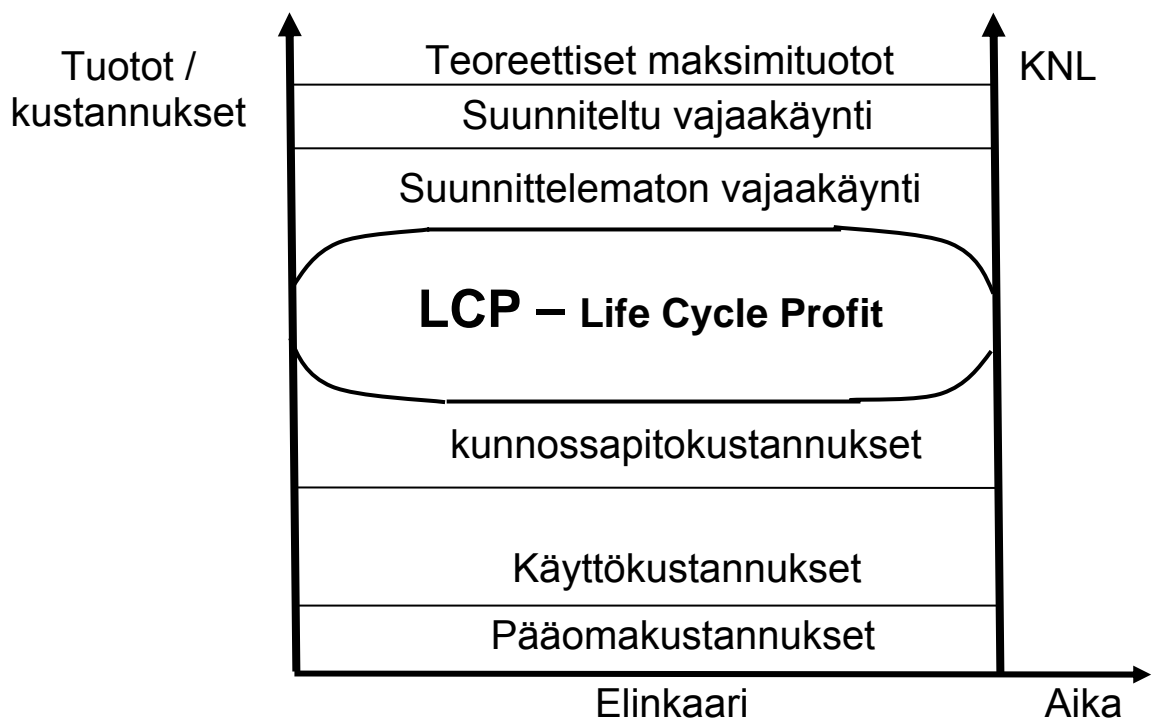 Tuotot /
kustannukset
Teoreettiset maksimituotot
KNL
Suunniteltu vajaakäynti
Suunnittelematon vajaakäynti
LCP – Life Cycle Profit
kunnossapitokustannukset
Käyttökustannukset
Pääomakustannukset
Elinkaari
Aika